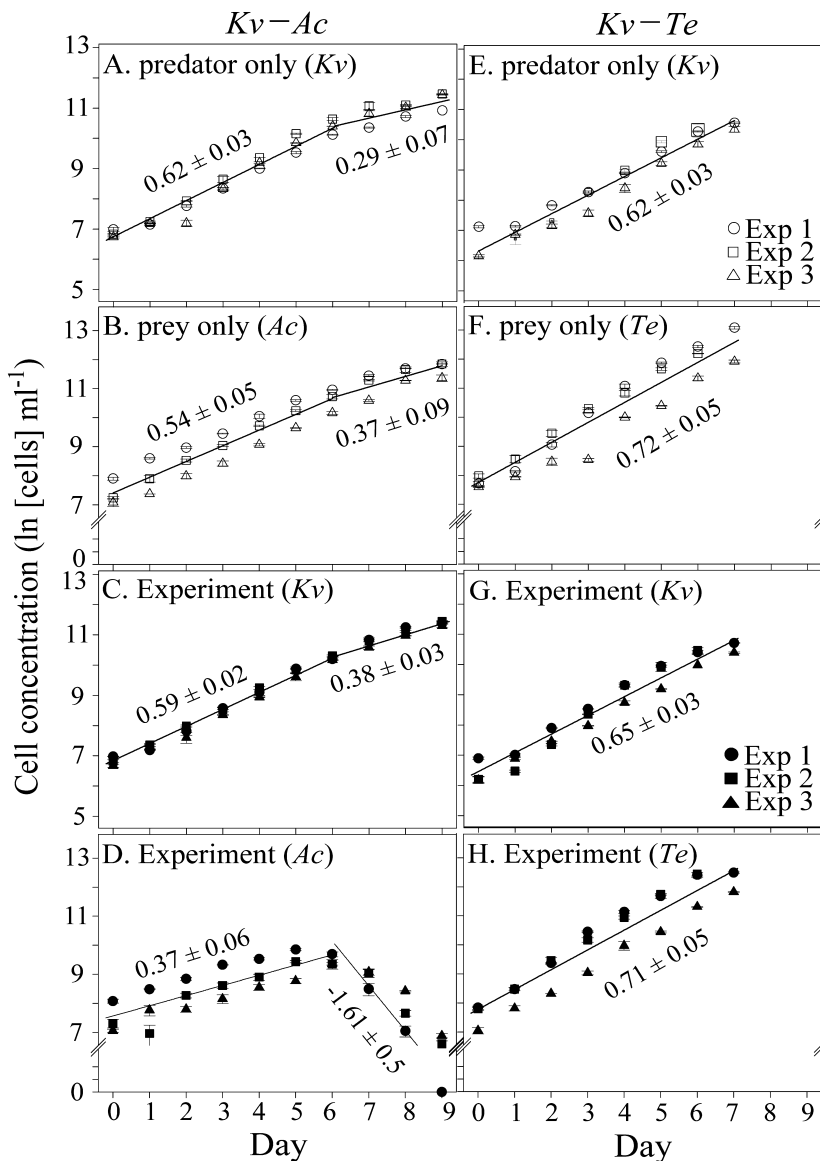 Kv–Ac
Kv–Te
Cell concentration (ln [cells] ml⁻¹)
A. predator only (Kv)
13
11
9
7
5
0.62 ± 0.03
0.29 ± 0.07
E. predator only (Kv)
0.62 ± 0.03
Exp 1
Exp 2
Exp 3
B. prey only (Ac)
13
11
9
7
0
0.54 ± 0.05
0.37 ± 0.09
F. prey only (Te)
0.72 ± 0.05
C. Experiment (Kv)
13
11
9
7
5
0.59 ± 0.02
0.38 ± 0.03
G. Experiment (Kv)
0.65 ± 0.03
Exp 1
Exp 2
Exp 3
D. Experiment (Ac)
13
11
9
7
0
0.37 ± 0.06
-1.61 ± 0.5
H. Experiment (Te)
0.71 ± 0.05
0 1 2 3 4 5 6 7 8 9
0 1 2 3 4 5 6 7 8 9
Day
Day